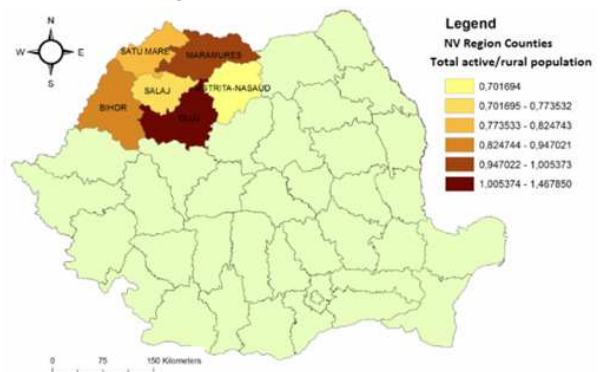 N
W E
S
Legend
NV Region Counties
Total active/rural population
0,701694
0,701695 - 0,773532
0,773533 - 0,824743
0,824744 - 0,947021
0,947022 - 1,005373
1,005374 - 1,467850
SATU MARE
MARAMURES
SALAJ
STRITA-NASAUD
BIHOR
CLUJ
0 75 150 Kilometers